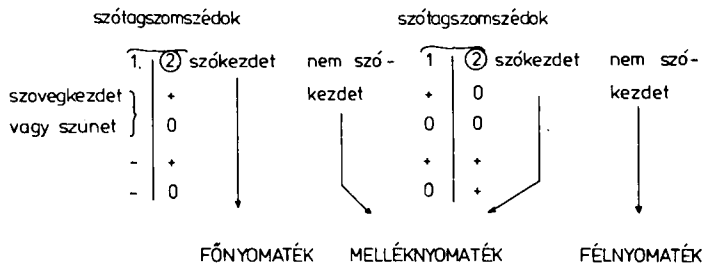 szótagszomszédok szótagszomszédok
1. ② szókezdet nem szó- 1 ② szókezdet nem szó-
szovegkezdet + kezdet + 0 kezdet
vagy szunet 0 0 0
- + + +
- 0 0 +
FŐNYOMATÉK MELLÉKNYOMATÉK FÉLNYOMATÉK